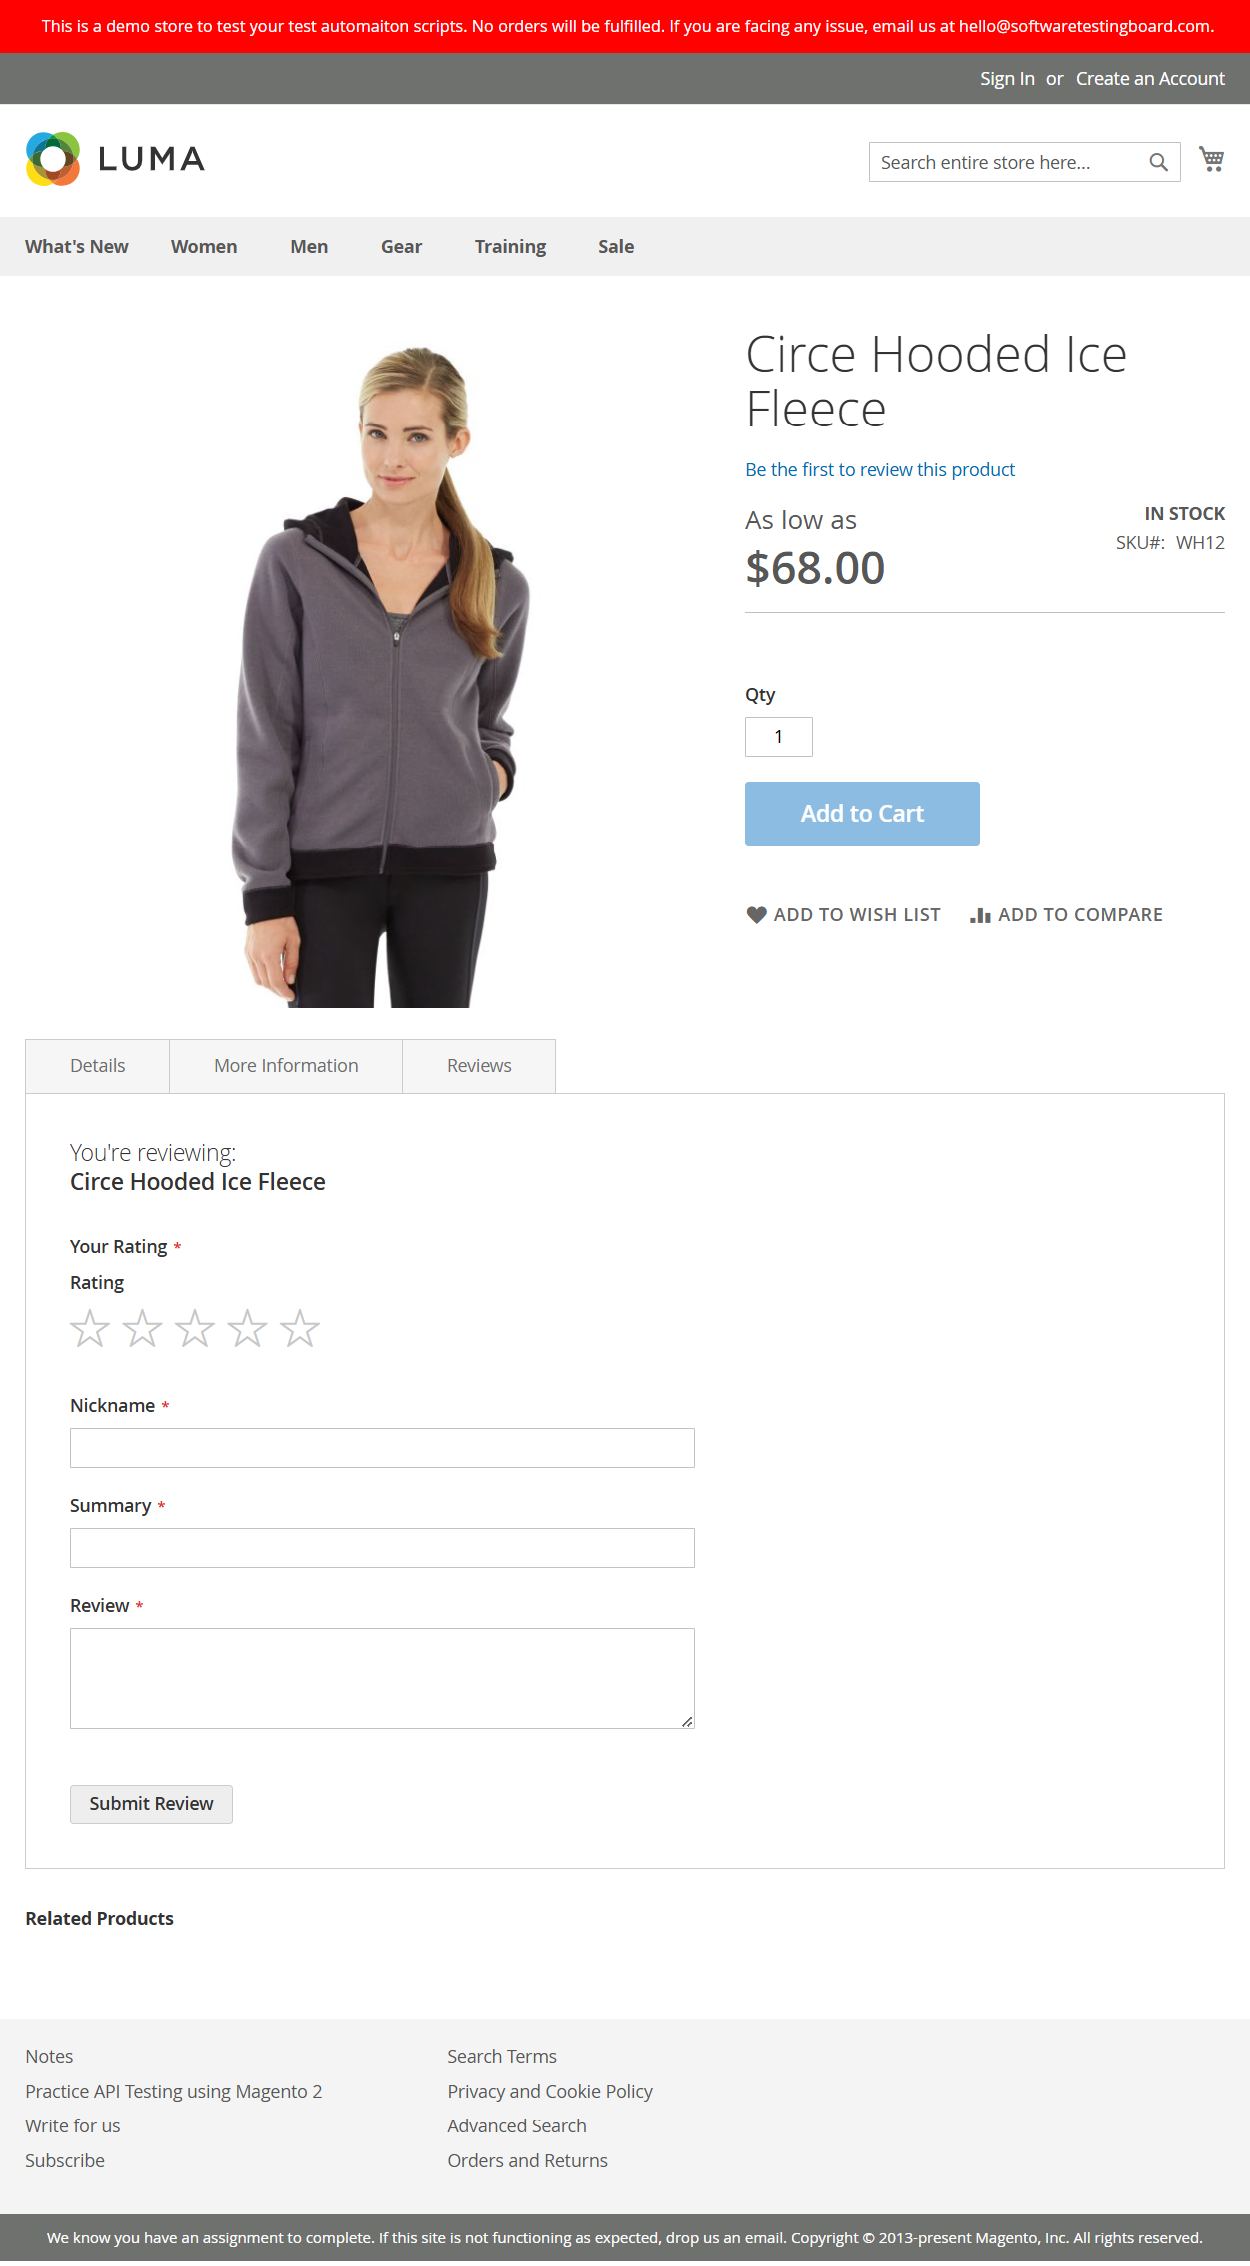 This is a demo store to test your test automaiton scripts. No orders will be fulfilled. If you are facing any issue, email us at hello@softwaretestingboard.com.
Sign In or Create an Account
LUMA
Search entire store here...
What's New Women Men Gear Training Sale
Circe Hooded Ice
Fleece
Be the first to review this product
As low as
$68.00
IN STOCK
SKU#: WH12
Qty
1
Add to Cart
ADD TO WISH LIST ADD TO COMPARE
Details More Information Reviews
You're reviewing:
Circe Hooded Ice Fleece
Your Rating *
Rating
Nickname *
Summary *
Review *
Submit Review
Related Products
Notes
Practice API Testing using Magento 2
Write for us
Subscribe
Search Terms
Privacy and Cookie Policy
Advanced Search
Orders and Returns
We know you have an assignment to complete. If this site is not functioning as expected, drop us an email. Copyright © 2013-present Magento, Inc. All rights reserved.